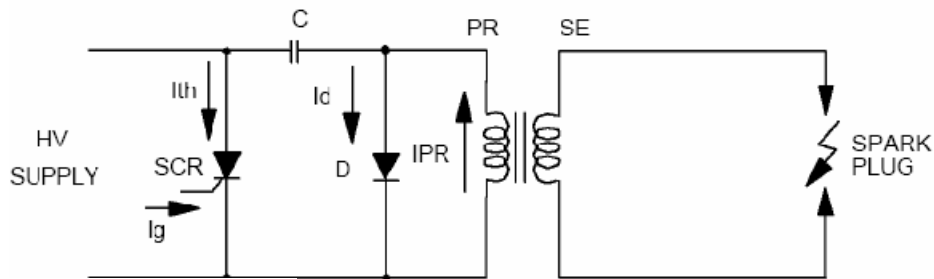 C
PR
SE
Ith
Id
HV
SUPPLY
SCR
D
IPR
SPARK
PLUG
Ig